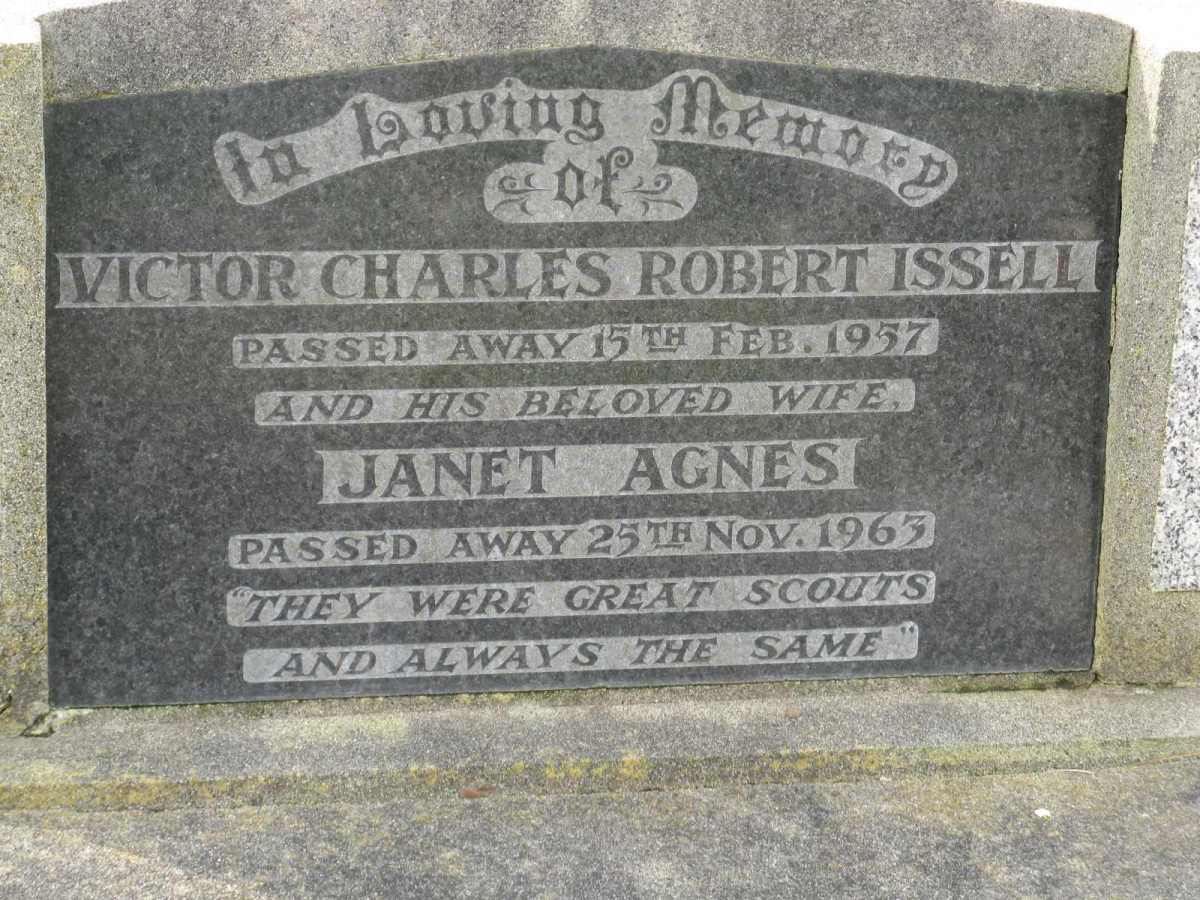 In Loving Memory
of
VICTOR CHARLES ROBERT ISSELL
PASSED AWAY 15TH FEB. 1957
AND HIS BELOVED WIFE,
JANET AGNES
PASSED AWAY 25TH NOV. 1963
"THEY WERE GREAT SCOUTS
AND ALWAYS THE SAME"